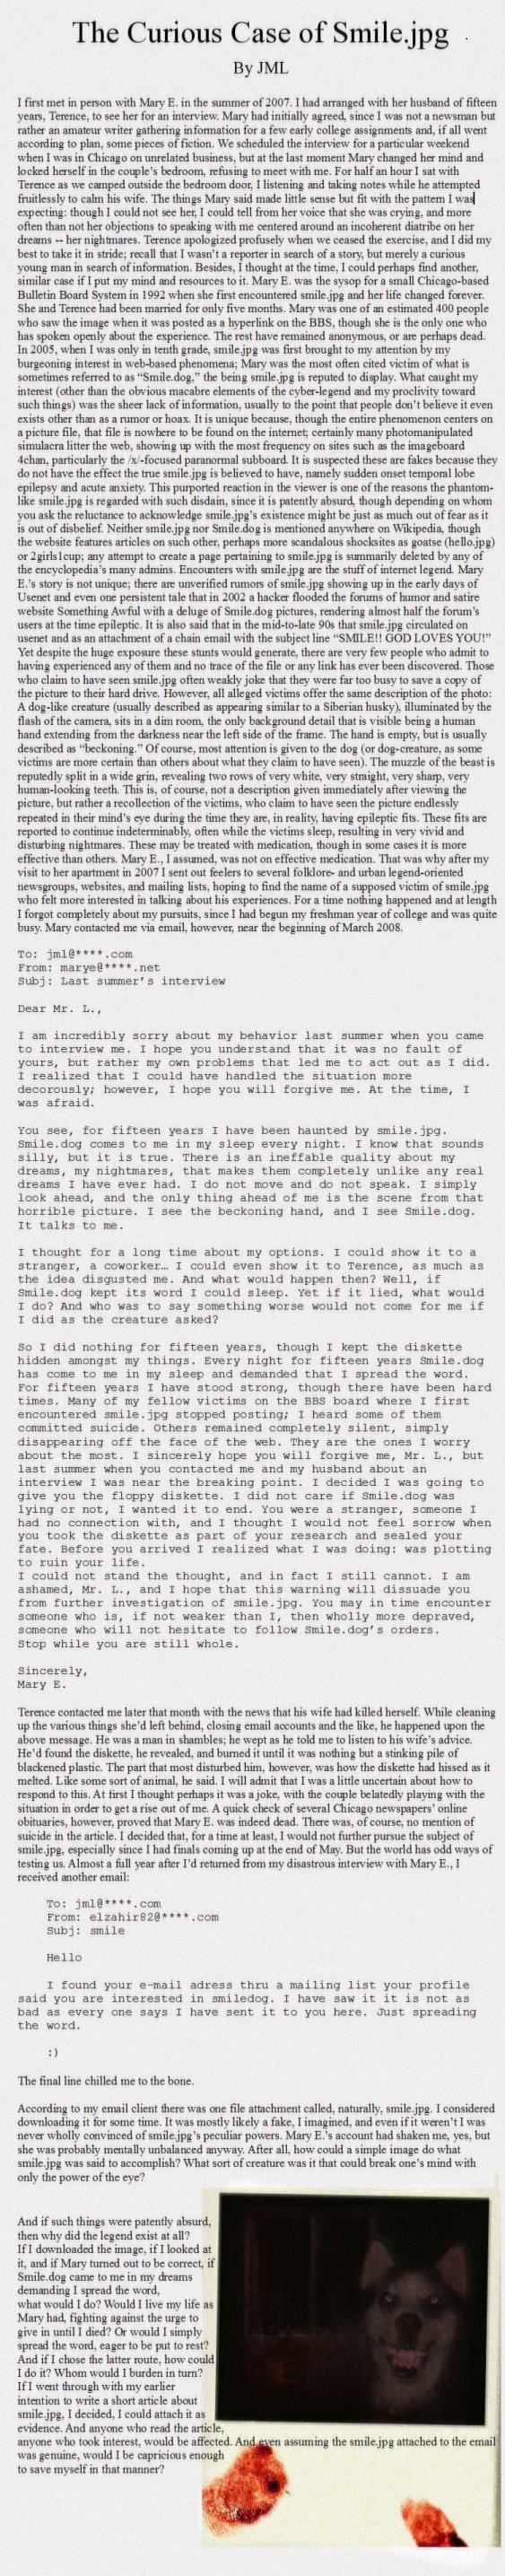 The Curious Case of Smile.jpg
By JML
I first met in person with Mary E. in the summer of 2007. I had arranged with her husband of fifteen
years, Terence, to see her for an interview. Mary had initially agreed, since I was not a newsman but
rather an amateur writer gathering information for a few early college assignments and, if all went
according to plan, some pieces of fiction. We scheduled the interview for a particular weekend
when I was in Chicago on unrelated business, but at the last moment Mary changed her mind and
locked herself in the couple's bedroom, refusing to meet with me. For half an hour I sat with
Terence as we camped outside the bedroom door, I listening and taking notes while he attempted
fruitlessly to calm his wife. The things Mary said made little sense but fit with the pattern I was
expecting: though I could not see her, I could tell from her voice that she was crying, and more
often than not her objections to speaking with me centered around an incoherent diatribe on her
dreams -- her nightmares. Terence apologized profusely when we ceased the exercise, and I did my
best to take it in stride; recall that I wasn't a reporter in search of a story, but merely a curious
young man in search of information. Besides, I thought at the time, I could perhaps find another,
similar case if I put my mind and resources to it. Mary E. was the sysop for a small Chicago-based
Bulletin Board System in 1992 when she first encountered smile.jpg and her life changed forever.
She and Terence had been married for only five months. Mary was one of an estimated 400 people
who saw the image when it was posted as a hyperlink on the BBS, though she is the only one who
has spoken openly about the experience. The rest have remained anonymous, or are perhaps dead.
In 2005, when I was only in tenth grade, smile.jpg was first brought to my attention by my
burgeoning interest in web-based phenomena; Mary was the most often cited victim of what is
sometimes referred to as "Smile.dog," the being smile.jpg is reputed to display. What caught my
interest (other than the obvious macabre elements of the cyber-legend and my proclivity toward
such things) was the sheer lack of information, usually to the point that people don't believe it even
exists other than as a rumor or hoax. It is unique because, though the entire phenomenon centers on
a picture file, that file is nowhere to be found on the internet; certainly many photomanipulated
simulacra litter the web, showing up with the most frequency on sites such as the imageboard
4chan, particularly the /x/-focused paranormal subboard. It is suspected these are fakes because they
do not have the effect the true smile.jpg is believed to have, namely sudden onset temporal lobe
epilepsy and acute anxiety. This purported reaction in the viewer is one of the reasons the phantom-
like smile.jpg is regarded with such disdain, since it is patently absurd, though depending on whom
you ask the reluctance to acknowledge smile.jpg's existence might be just as much out of fear as it
is out of disbelief. Neither smile.jpg nor Smile.dog is mentioned anywhere on Wikipedia, though
the website features articles on such other, perhaps more scandalous shocksites as goatse (hello.jpg)
or 2girls1cup; any attempt to create a page pertaining to smile.jpg is summarily deleted by any of
the encyclopedia's many admins. Encounters with smile.jpg are the stuff of internet legend. Mary
E.'s story is not unique; there are unverified rumors of smile.jpg showing up in the early days of
Usenet and even one persistent tale that in 2002 a hacker flooded the forums of humor and satire
website Something Awful with a deluge of Smile.dog pictures, rendering almost half the forum's
users at the time epileptic. It is also said that in the mid-to-late 90s that smile.jpg circulated on
usenet and as an attachment of a chain email with the subject line "SMILE!! GOD LOVES YOU!"
Yet despite the huge exposure these stunts would generate, there are very few people who admit to
having experienced any of them and no trace of the file or any link has ever been discovered. Those
who claim to have seen smile.jpg often weakly joke that they were far too busy to save a copy of
the picture to their hard drive. However, all alleged victims offer the same description of the photo:
A dog-like creature (usually described as appearing similar to a Siberian husky), illuminated by the
flash of the camera, sits in a dim room, the only background detail that is visible being a human
hand extending from the darkness near the left side of the frame. The hand is empty, but is usually
described as "beckoning." Of course, most attention is given to the dog (or dog-creature, as some
victims are more certain than others about what they claim to have seen). The muzzle of the beast is
reputedly split in a wide grin, revealing two rows of very white, very straight, very sharp, very
human-looking teeth. This is, of course, not a description given immediately after viewing the
picture, but rather a recollection of the victims, who claim to have seen the picture endlessly
repeated in their mind's eye during the time they are, in reality, having epileptic fits. These fits are
reported to continue indeterminably, often while the victims sleep, resulting in very vivid and
disturbing nightmares. These may be treated with medication, though in some cases it is more
effective than others. Mary E., I assumed, was not on effective medication. That was why after my
visit to her apartment in 2007 I sent out feelers to several folklore- and urban legend-oriented
newsgroups, websites, and mailing lists, hoping to find the name of a supposed victim of smile.jpg
who felt more interested in talking about his experiences. For a time nothing happened and at length
I forgot completely about my pursuits, since I had begun my freshman year of college and was quite
busy. Mary contacted me via email, however, near the beginning of March 2008.
To: jml@****.com
From: marye@****.net
Subj: Last summer's interview
Dear Mr. L.,
I am incredibly sorry about my behavior last summer when you came
to interview me. I hope you understand that it was no fault of
yours, but rather my own problems that led me to act out as I did.
I realized that I could have handled the situation more
decorously; however, I hope you will forgive me. At the time, I
was afraid.
You see, for fifteen years I have been haunted by smile.jpg.
Smile.dog comes to me in my sleep every night. I know that sounds
silly, but it is true. There is an ineffable quality about my
dreams, my nightmares, that makes them completely unlike any real
dreams I have ever had. I do not move and do not speak. I simply
look ahead, and the only thing ahead of me is the scene from that
horrible picture. I see the beckoning hand, and I see Smile.dog.
It talks to me.
I thought for a long time about my options. I could show it to a
stranger, a coworker… I could even show it to Terence, as much as
the idea disgusted me. And what would happen then? Well, if
Smile.dog kept its word I could sleep. Yet if it lied, what would
I do? And who was to say something worse would not come for me if
I did as the creature asked?
So I did nothing for fifteen years, though I kept the diskette
hidden amongst my things. Every night for fifteen years Smile.dog
has come to me in my sleep and demanded that I spread the word.
For fifteen years I have stood strong, though there have been hard
times. Many of my fellow victims on the BBS board where I first
encountered smile.jpg stopped posting; I heard some of them
committed suicide. Others remained completely silent, simply
disappearing off the face of the web. They are the ones I worry
about the most. I sincerely hope you will forgive me, Mr. L., but
last summer when you contacted me and my husband about an
interview I was near the breaking point. I decided I was going to
give you the floppy diskette. I did not care if Smile.dog was
lying or not, I wanted it to end. You were a stranger, someone I
had no connection with, and I thought I would not feel sorrow when
you took the diskette as part of your research and sealed your
fate. Before you arrived I realized what I was doing: was plotting
to ruin your life.
I could not stand the thought, and in fact I still cannot. I am
ashamed, Mr. L., and I hope that this warning will dissuade you
from further investigation of smile.jpg. You may in time encounter
someone who is, if not weaker than I, then wholly more depraved,
someone who will not hesitate to follow Smile.dog's orders.
Stop while you are still whole.
Sincerely,
Mary E.
Terence contacted me later that month with the news that his wife had killed herself. While cleaning
up the various things she'd left behind, closing email accounts and the like, he happened upon the
above message. He was a man in shambles; he wept as he told me to listen to his wife's advice.
He'd found the diskette, he revealed, and burned it until it was nothing but a stinking pile of
blackened plastic. The part that most disturbed him, however, was how the diskette had hissed as it
melted. Like some sort of animal, he said. I will admit that I was a little uncertain about how to
respond to this. At first I thought perhaps it was a joke, with the couple belatedly playing with the
situation in order to get a rise out of me. A quick check of several Chicago newspapers' online
obituaries, however, proved that Mary E. was indeed dead. There was, of course, no mention of
suicide in the article. I decided that, for a time at least, I would not further pursue the subject of
smile.jpg, especially since I had finals coming up at the end of May. But the world has odd ways of
testing us. Almost a full year after I'd returned from my disastrous interview with Mary E., I
received another email:
To: jml@****.com
From: elzahir82@****.com
Subj: smile
Hello
I found your e-mail adress thru a mailing list your profile
said you are interested in smiledog. I have saw it it is not as
bad as every one says I have sent it to you here. Just spreading
the word.
:)
The final line chilled me to the bone.
According to my email client there was one file attachment called, naturally, smile.jpg. I considered
downloading it for some time. It was mostly likely a fake, I imagined, and even if it weren't I was
never wholly convinced of smile.jpg's peculiar powers. Mary E.'s account had shaken me, yes, but
she was probably mentally unbalanced anyway. After all, how could a simple image do what
smile.jpg was said to accomplish? What sort of creature was it that could break one's mind with
only the power of the eye?
And if such things were patently absurd,
then why did the legend exist at all?
If I downloaded the image, if I looked at
it, and if Mary turned out to be correct, if
Smile.dog came to me in my dreams
demanding I spread the word,
what would I do? Would I live my life as
Mary had, fighting against the urge to
give in until I died? Or would I simply
spread the word, eager to be put to rest?
And if I chose the latter route, how could
I do it? Whom would I burden in turn?
If I went through with my earlier
intention to write a short article about
smile.jpg, I decided, I could attach it as
evidence. And anyone who read the article,
anyone who took interest, would be affected. And even assuming the smile.jpg attached to the email
was genuine, would I be capricious enough
to save myself in that manner?